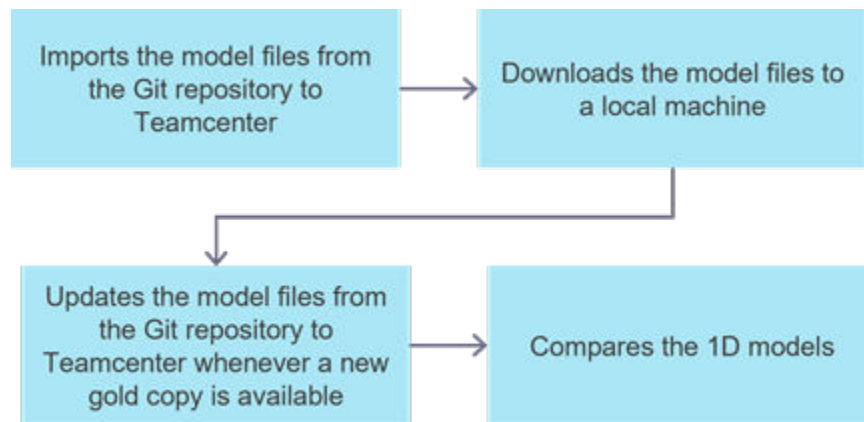 Imports the model files from
the Git repository to
Teamcenter
Downloads the model files to
a local machine
Updates the model files from
the Git repository to
Teamcenter whenever a new
gold copy is available
Compares the 1D models